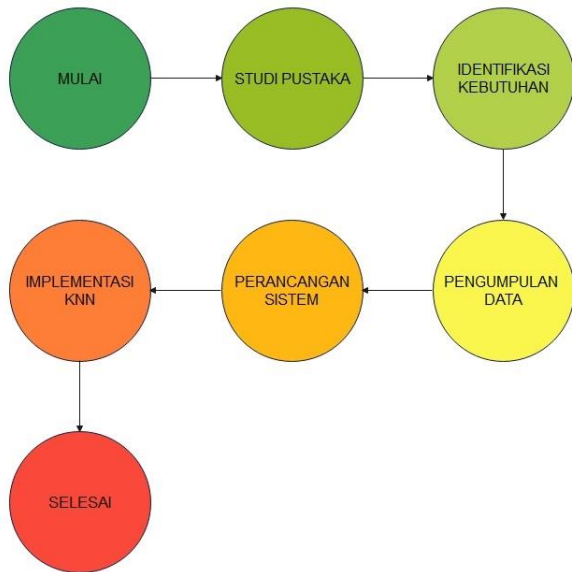 MULAI
STUDI PUSTAKA
IDENTIFIKASI
KEBUTUHAN
PENGUMPULAN
DATA
PERANCANGAN
SISTEM
IMPLEMENTASI
KNN
SELESAI